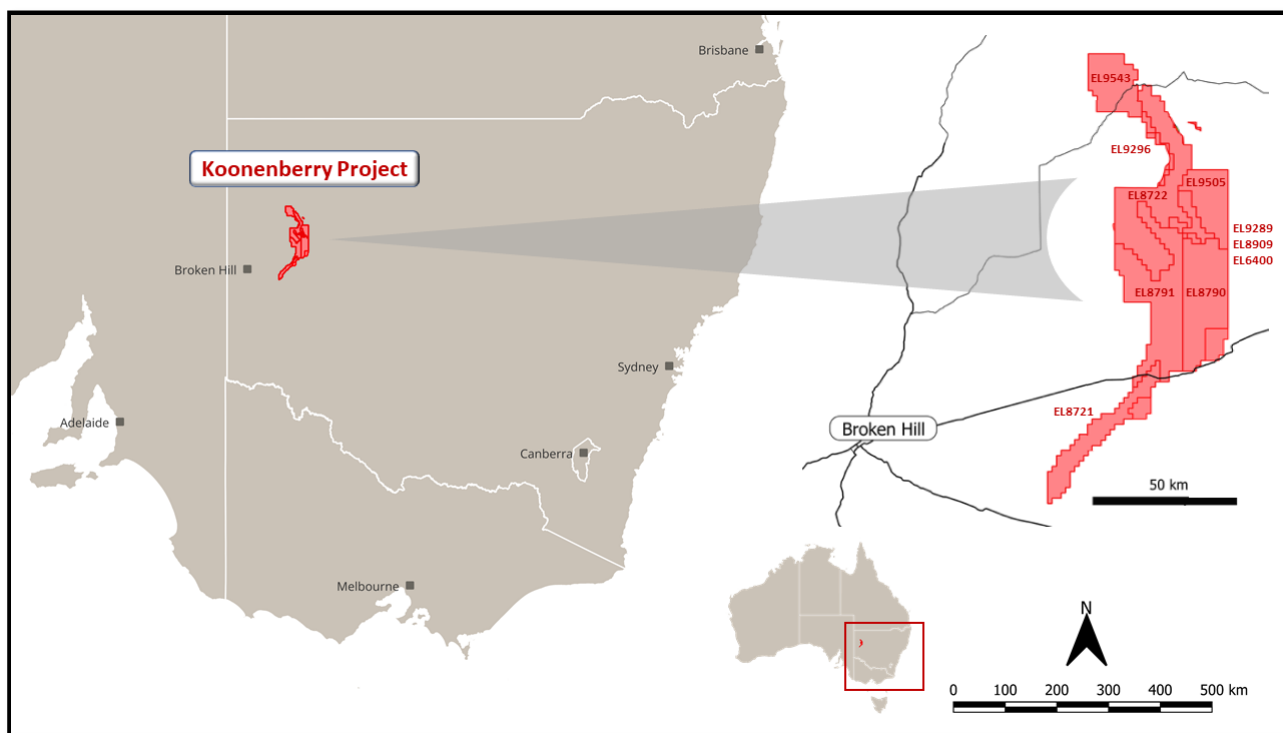 Brisbane
Koonenberry Project
Broken Hill
Sydney
Adelaide
Canberra
Melbourne
EL9543
EL9296
EL9505
EL8722
EL9289
EL8909
EL6400
EL8791
EL8790
EL8721
Broken Hill
50 km
N
0 100 200 300 400 500 km